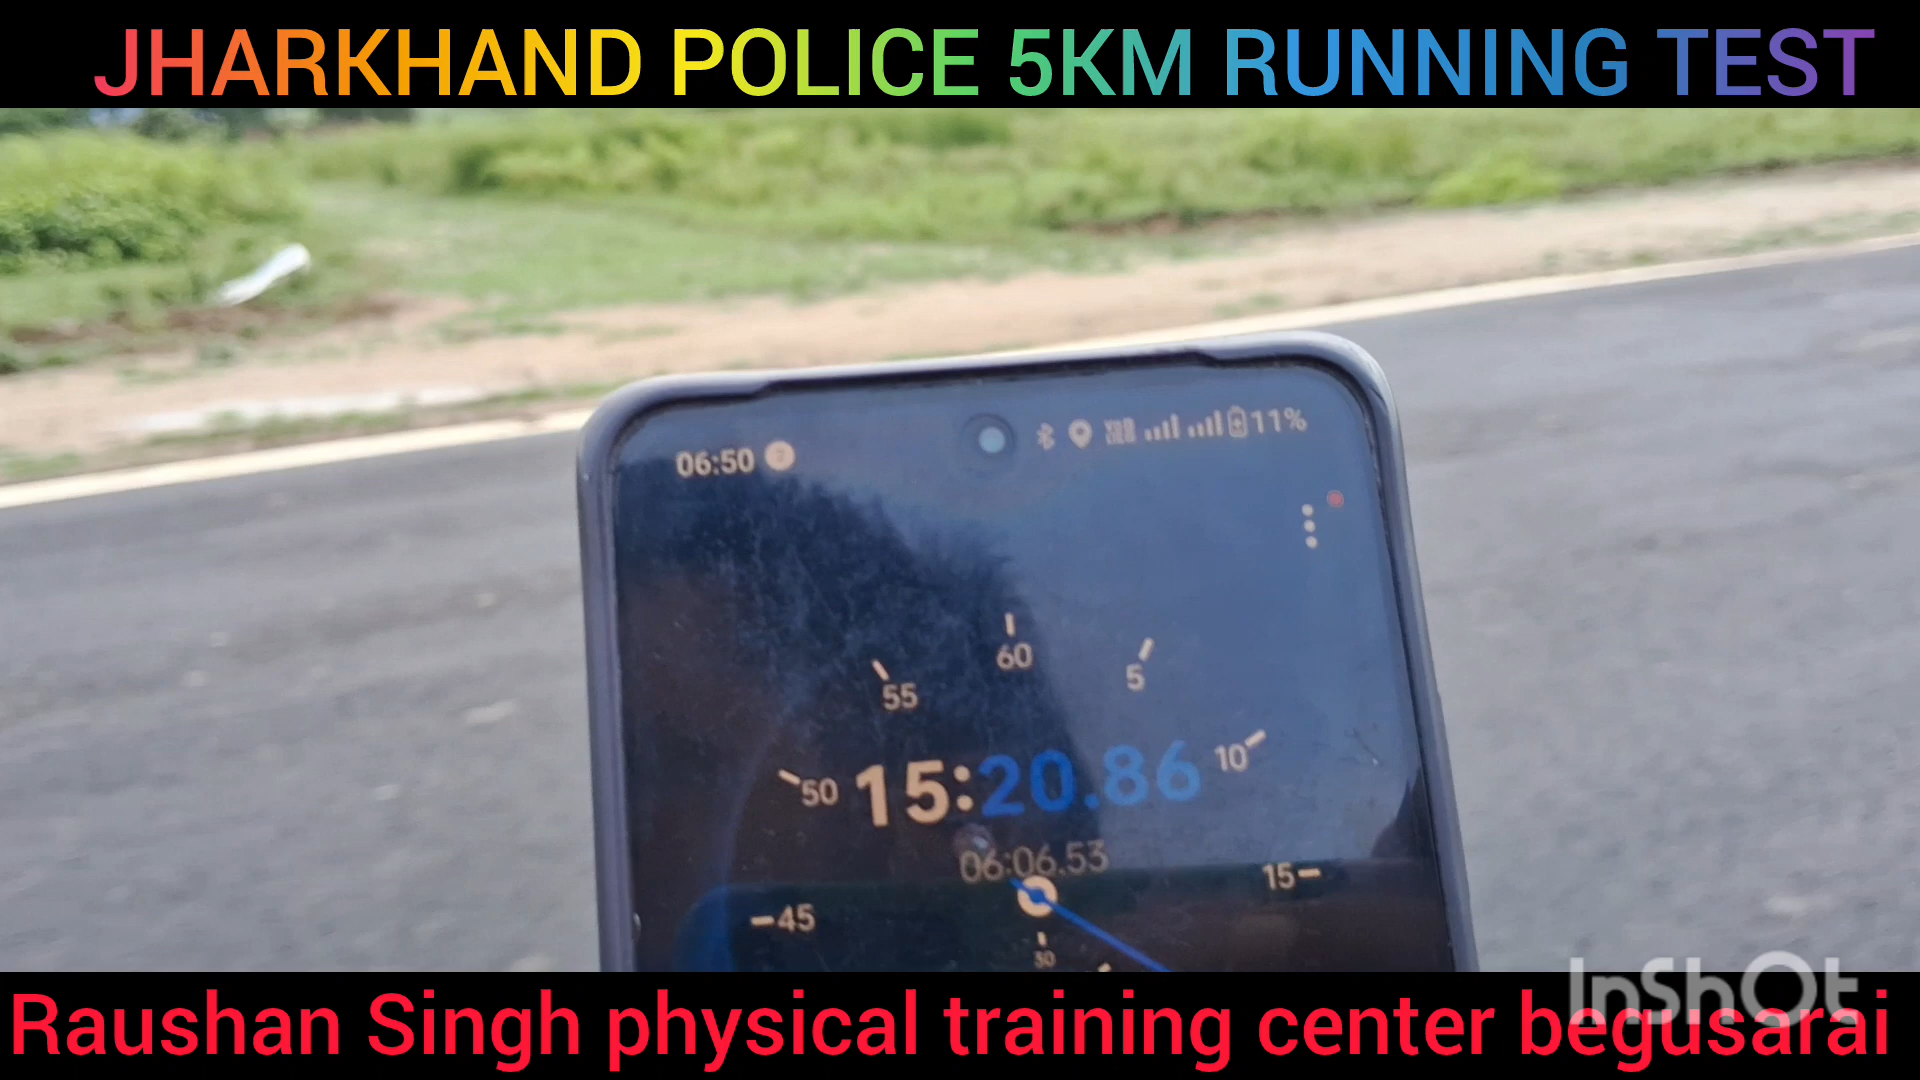 JHARKHAND POLICE 5KM RUNNING TEST
06:50 11%
60
55 5
50 15:20.86 10
06:06.53
45 15
30
InShOt
Raushan Singh physical training center begusarai